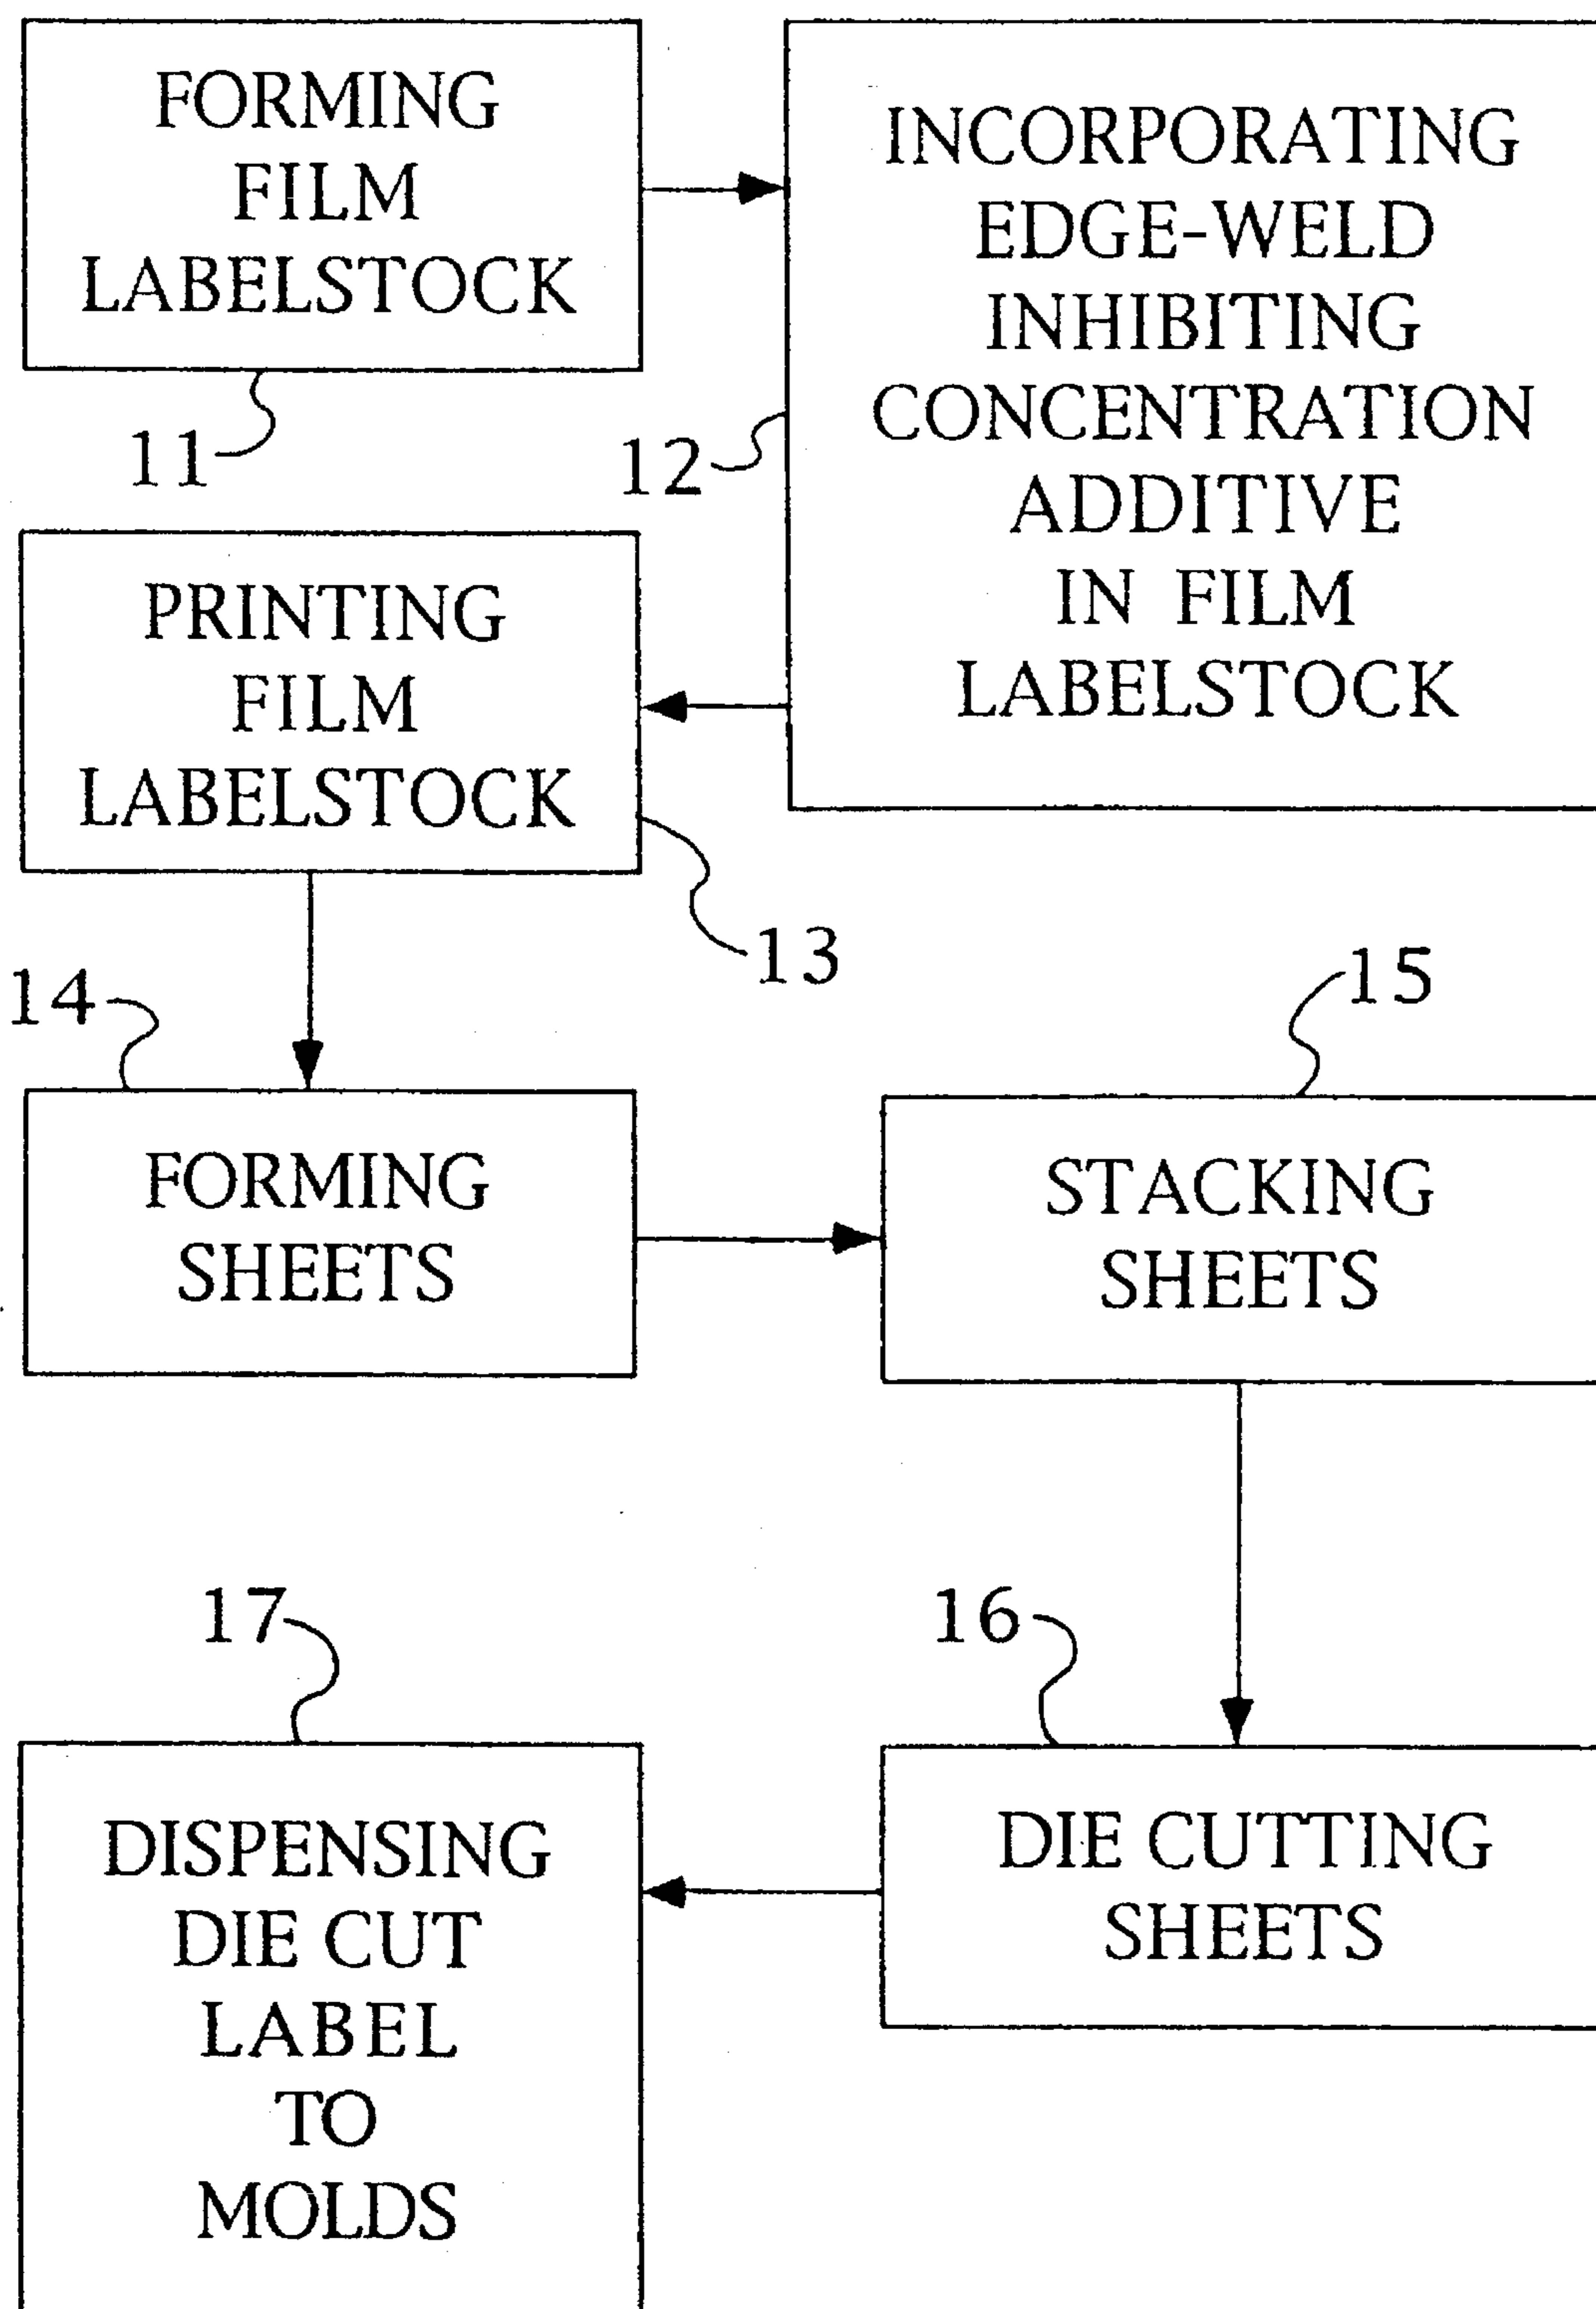 FORMING
FILM
LABELSTOCK
11
INCORPORATING
EDGE-WELD
INHIBITING
CONCENTRATION
ADDITIVE
IN FILM
LABELSTOCK
12
PRINTING
FILM
LABELSTOCK
13
14
FORMING
SHEETS
15
STACKING
SHEETS
16
DIE CUTTING
SHEETS
17
DISPENSING
DIE CUT
LABEL
TO
MOLDS